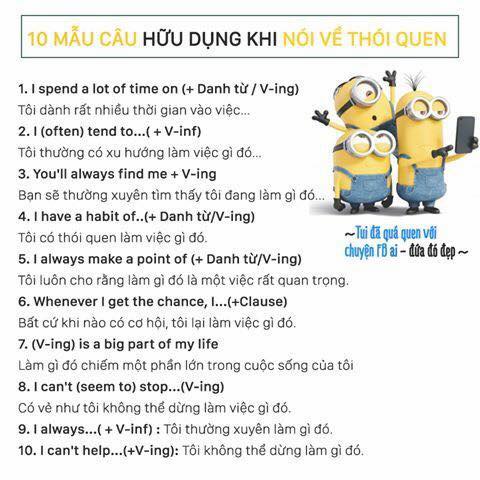 10 MẪU CÂU HỮU DỤNG KHI NÓI VỀ THÓI QUEN
1. I spend a lot of time on (+ Danh từ / V-ing)
Tôi dành rất nhiều thời gian vào việc...
2. I (often) tend to...( + V-inf)
Tôi thường có xu hướng làm việc gì đó...
3. You'll always find me + V-ing
Bạn sẽ thường xuyên tìm thấy tôi đang làm gì đó...
4. I have a habit of..(+ Danh từ/V-ing)
Tôi có thói quen làm việc gì đó.
5. I always make a point of (+ Danh từ/V-ing)
Tôi luôn cho rằng làm gì đó là một việc rất quan trọng.
6. Whenever I get the chance, I...(+Clause)
Bất cứ khi nào có cơ hội, tôi lại làm việc gì đó.
7. (V-ing) is a big part of my life
Làm gì đó chiếm một phần lớn trong cuộc sống của tôi
8. I can't (seem to) stop...(V-ing)
Có vẻ như tôi không thể dừng làm việc gì đó.
9. I always...( + V-inf) : Tôi thường xuyên làm gì đó.
10. I can't help...(+V-ing): Tôi không thể dừng làm gì đó.
~Tui đã quá quen với
chuyện FB ai - đứa đó đẹp ~